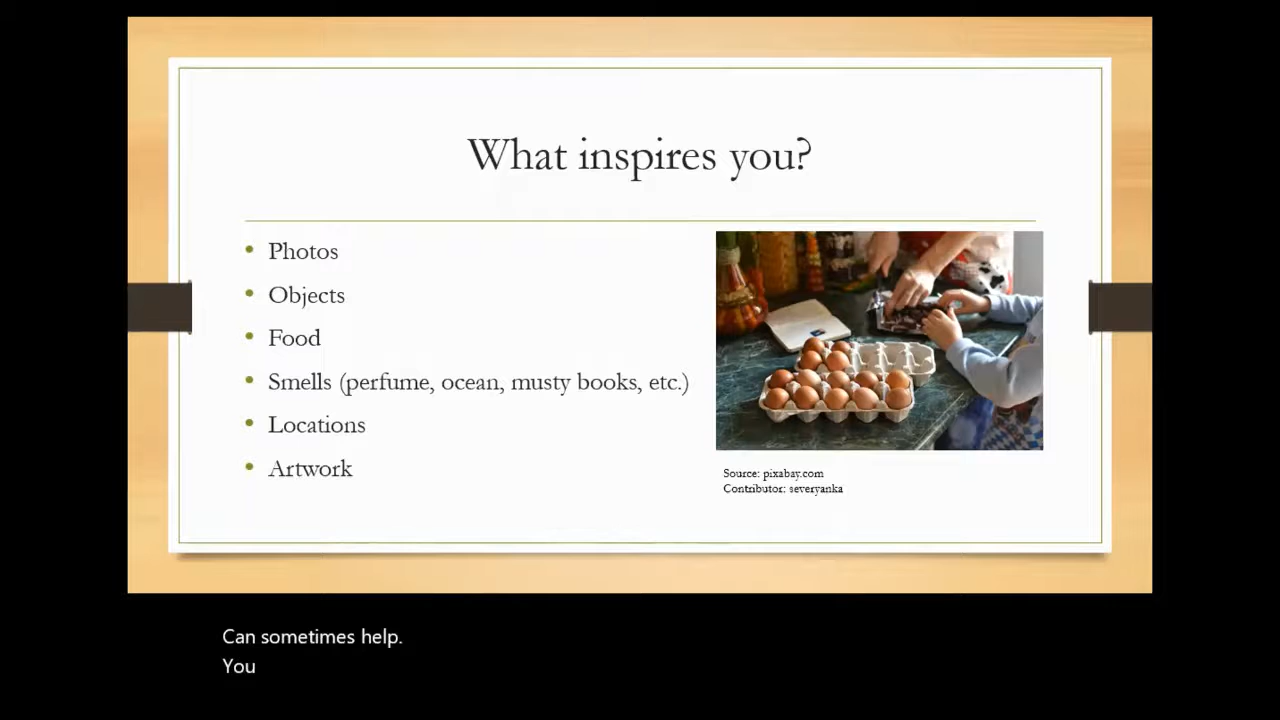 What inspires you?
• Photos
• Objects
• Food
• Smells (perfume, ocean, musty books, etc.)
• Locations
• Artwork
Source: pixabay.com
Contributor: severyanka
Can sometimes help.
You